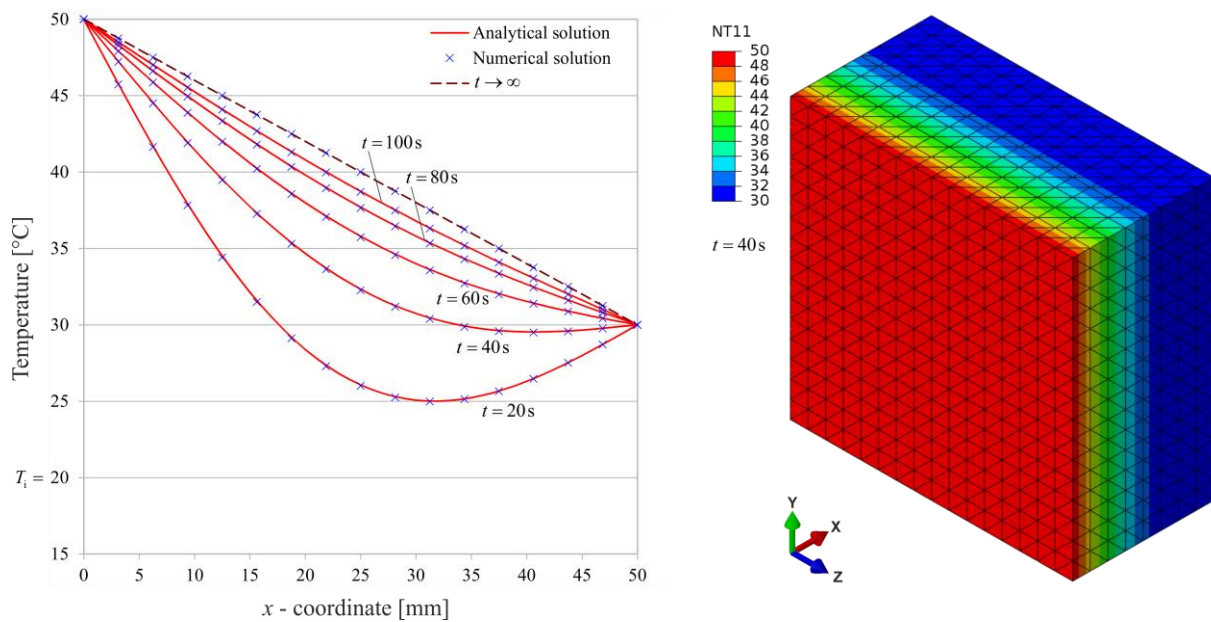 Analytical solution
Numerical solution
t → ∞
50
45
40
35
30
25
T_i = 20
15
Temperature [°C]
t = 100 s
t = 80 s
t = 60 s
t = 40 s
t = 20 s
0 5 10 15 20 25 30 35 40 45 50
x - coordinate [mm]
NT11
50
48
46
44
42
40
38
36
34
32
30
t = 40 s
Y
X
Z